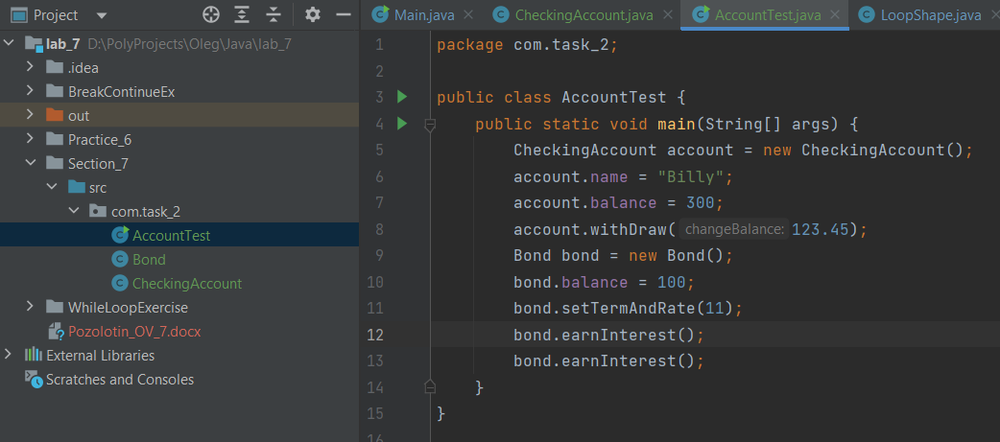 Project
lab_7 D:\PolyProjects\Oleg\Java\lab_7
.idea
BreakContinueEx
out
Practice_6
Section_7
src
com.task_2
AccountTest
Bond
CheckingAccount
WhileLoopExercise
Pozolotin_OV_7.docx
External Libraries
Scratches and Consoles
Main.java CheckingAccount.java AccountTest.java LoopShape.java
1 package com.task_2;
2
3 public class AccountTest {
4 public static void main(String[] args) {
5 CheckingAccount account = new CheckingAccount();
6 account.name = "Billy";
7 account.balance = 300;
8 account.withDraw( changeBalance: 123.45);
9 Bond bond = new Bond();
10 bond.balance = 100;
11 bond.setTermAndRate(11);
12 bond.earnInterest();
13 bond.earnInterest();
14 }
15 }
16